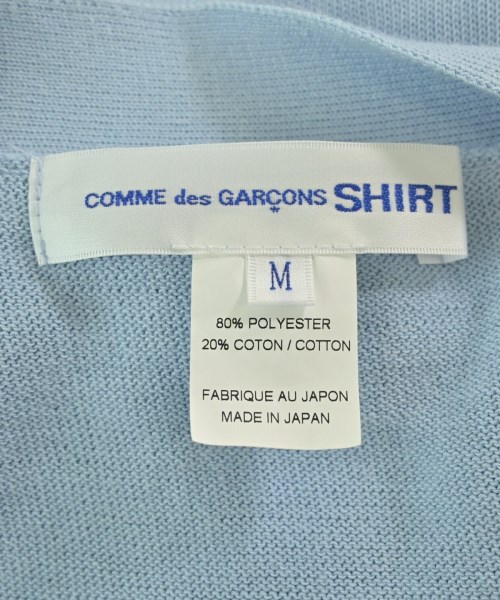 COMME des GARÇONS SHIRT
M
80% POLYESTER
20% COTON / COTTON
FABRIQUE AU JAPON
MADE IN JAPAN